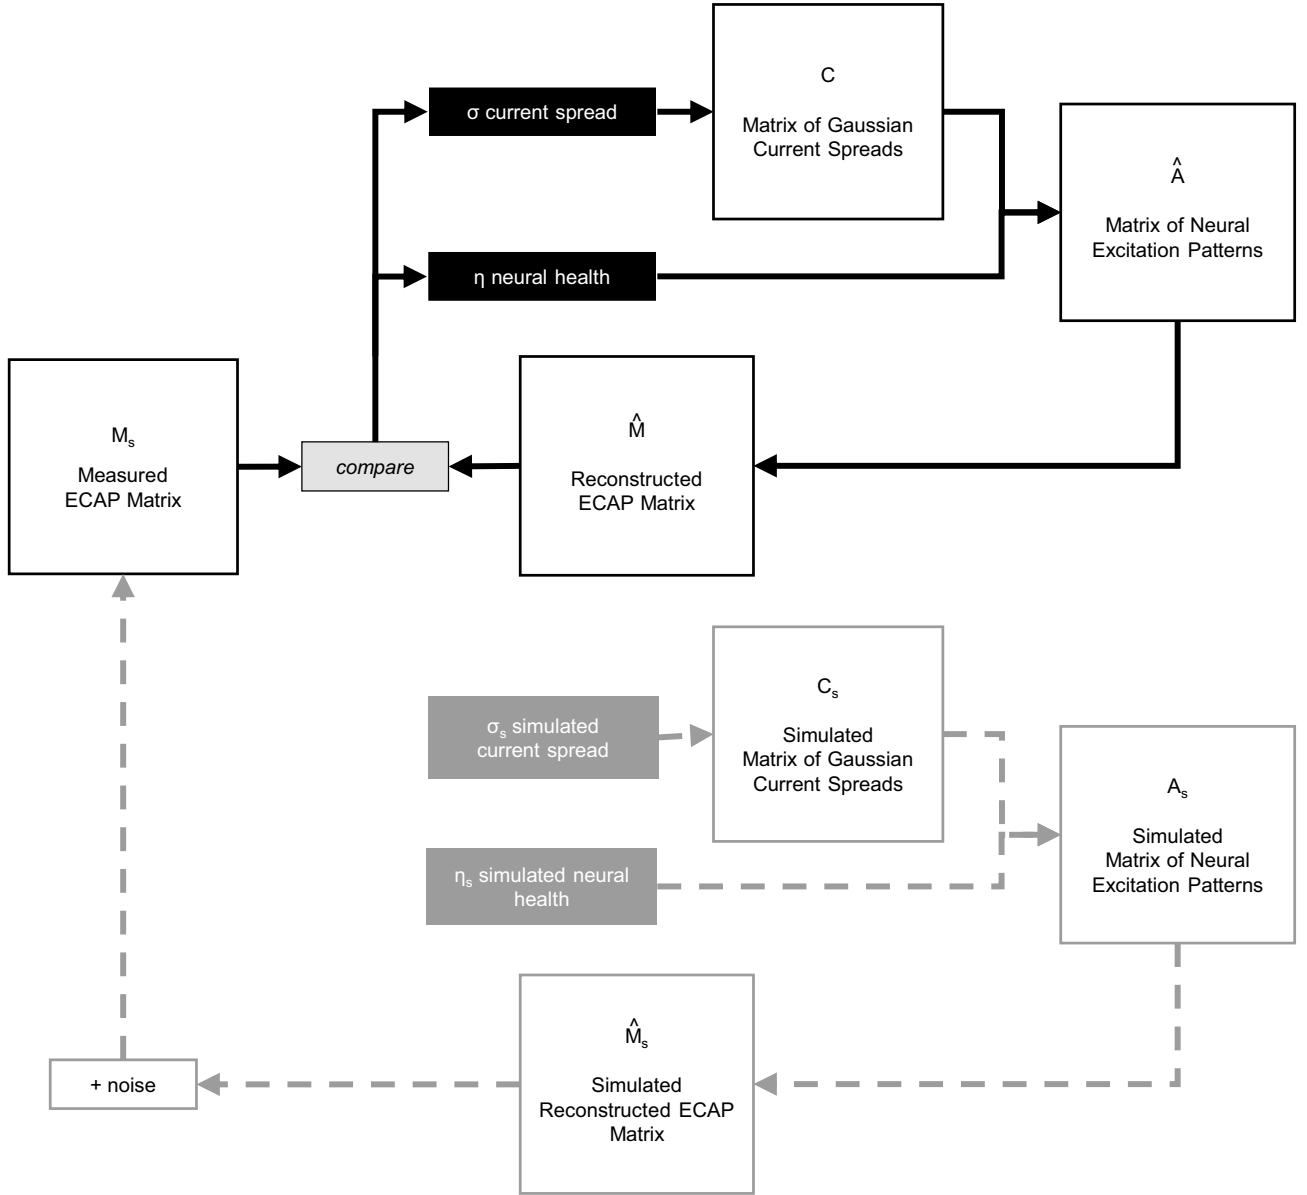 C
Matrix of Gaussian
Current Spreads
σ current spread
Â
Matrix of Neural
Excitation Patterns
η neural health
Mₛ
Measured
ECAP Matrix
compare
M̂
Reconstructed
ECAP Matrix
σₛ simulated
current spread
Cₛ
Simulated
Matrix of Gaussian
Current Spreads
Aₛ
Simulated
Matrix of Neural
Excitation Patterns
ηₛ simulated neural
health
M̂ₛ
Simulated
Reconstructed ECAP
Matrix
+ noise